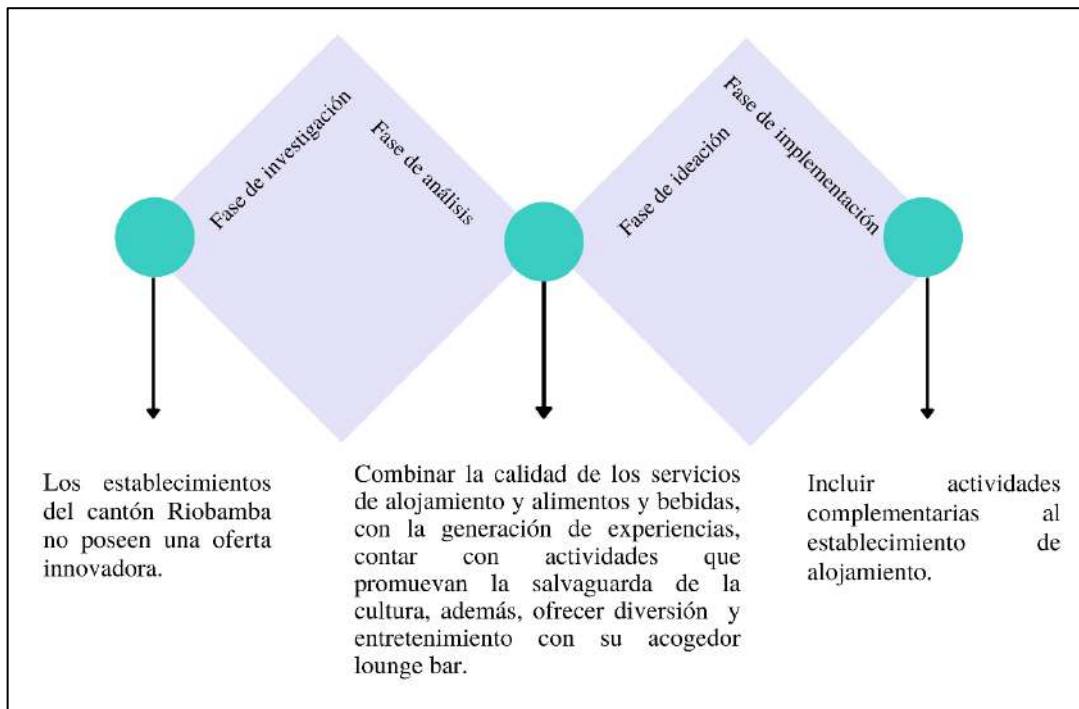 Fase de investigación
Fase de análisis
Fase de ideación
Fase de implementación
Los establecimientos
del cantón Riobamba
no poseen una oferta
innovadora.
Combinar la calidad de los servicios
de alojamiento y alimentos y bebidas,
con la generación de experiencias,
contar con actividades que
promuevan la salvaguarda de la
cultura, además, ofrecer diversión y
entretenimiento con su acogedor
lounge bar.
Incluir actividades
complementarias al
establecimiento de
alojamiento.